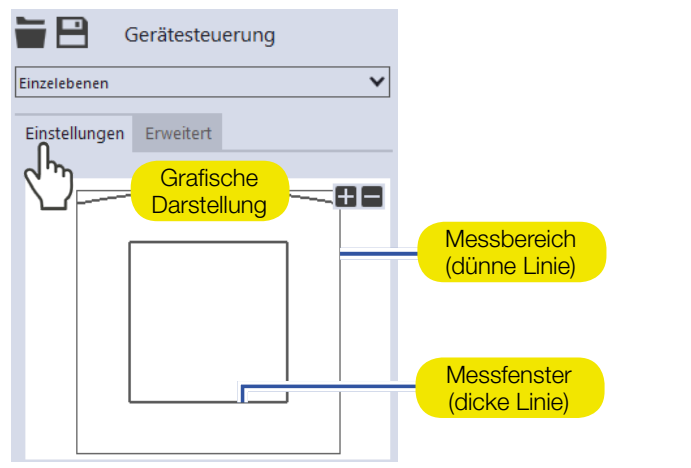 Gerätesteuerung
Einzelebenen
Einstellungen Erweitert
Grafische
Darstellung
Messbereich
(dünne Linie)
Messfenster
(dicke Linie)